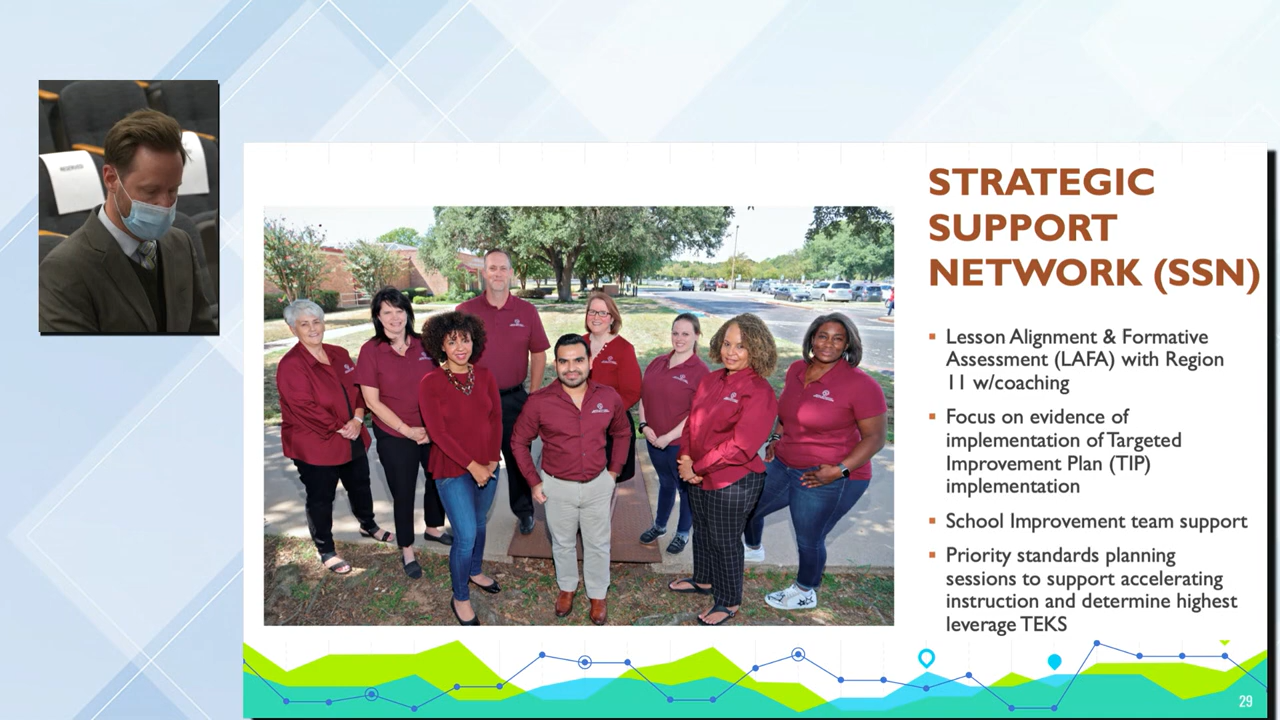 STRATEGIC
SUPPORT
NETWORK (SSN)
▪ Lesson Alignment & Formative
Assessment (LAFA) with Region
11 w/coaching
▪ Focus on evidence of
implementation of Targeted
Improvement Plan (TIP)
implementation
▪ School Improvement team support
▪ Priority standards planning
sessions to support accelerating
instruction and determine highest
leverage TEKS
29